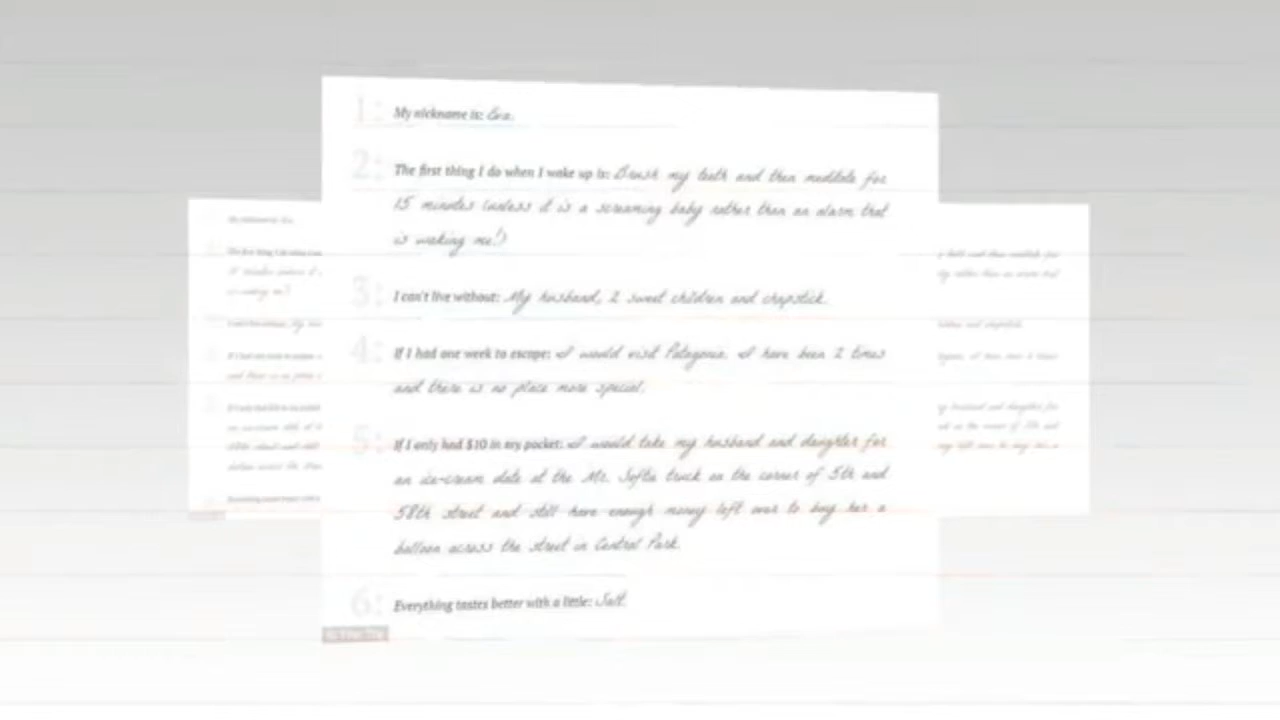 1: My nickname is: Eva.
2: The first thing I do when I wake up is: Brush my teeth and then meditate for
15 minutes (unless it is a screaming baby rather than an alarm that
is waking me!)
3: I can't live without: My husband, 2 sweet children and chapstick.
4: If I had one week to escape: I would visit Patagonia. I have been 2 times
and there is no place more special.
5: If I only had $10 in my pocket: I would take my husband and daughter for
an ice-cream date at the Mr. Softie truck on the corner of 5th and
58th street and still have enough money left over to buy her a
balloon across the street in Central Park.
6: Everything tastes better with a little: Salt.